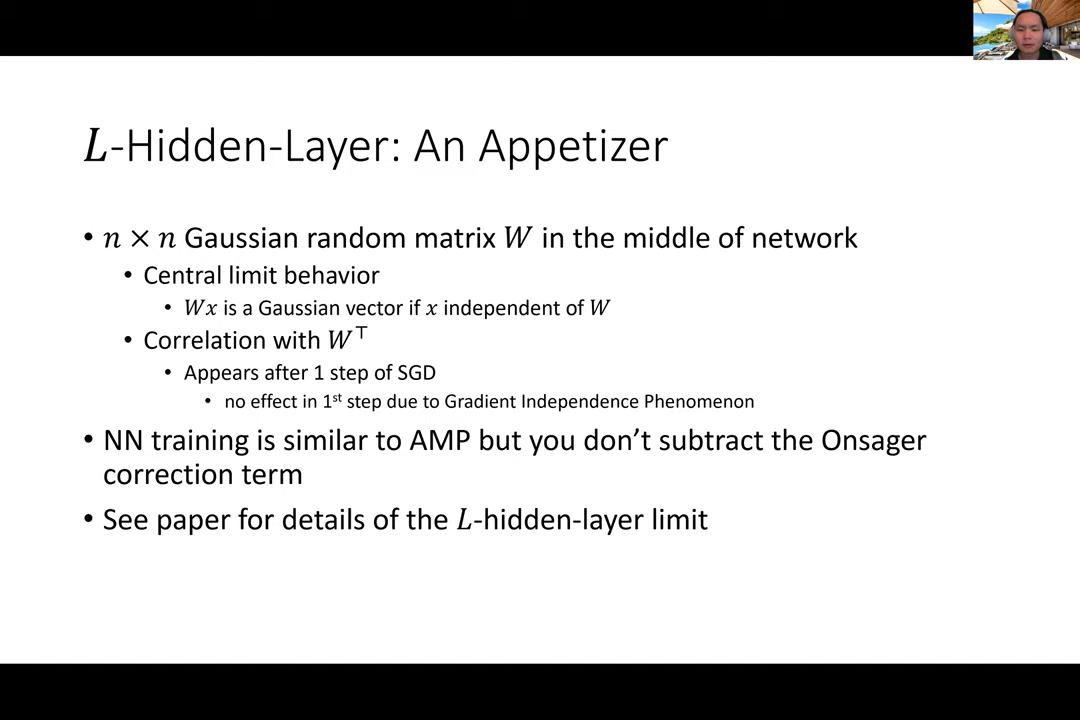 L-Hidden-Layer: An Appetizer
• n × n Gaussian random matrix W in the middle of network
• Central limit behavior
• Wx is a Gaussian vector if x independent of W
• Correlation with W⊤
• Appears after 1 step of SGD
• no effect in 1st step due to Gradient Independence Phenomenon
• NN training is similar to AMP but you don’t subtract the Onsager
correction term
• See paper for details of the L-hidden-layer limit